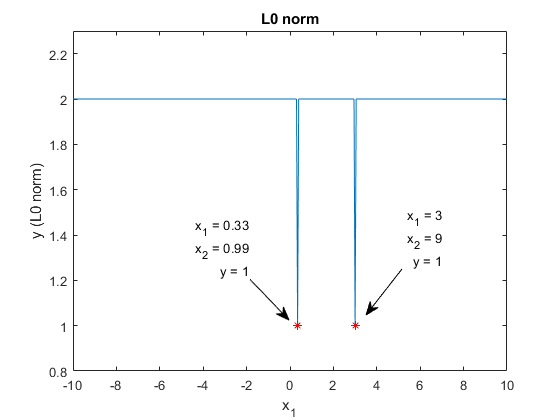 L0 norm
2.2
2
1.8
1.6
1.4
1.2
1
0.8
y (L0 norm)
x1 = 0.33
x2 = 0.99
y = 1
x1 = 3
x2 = 9
y = 1
-10 -8 -6 -4 -2 0 2 4 6 8 10
x1